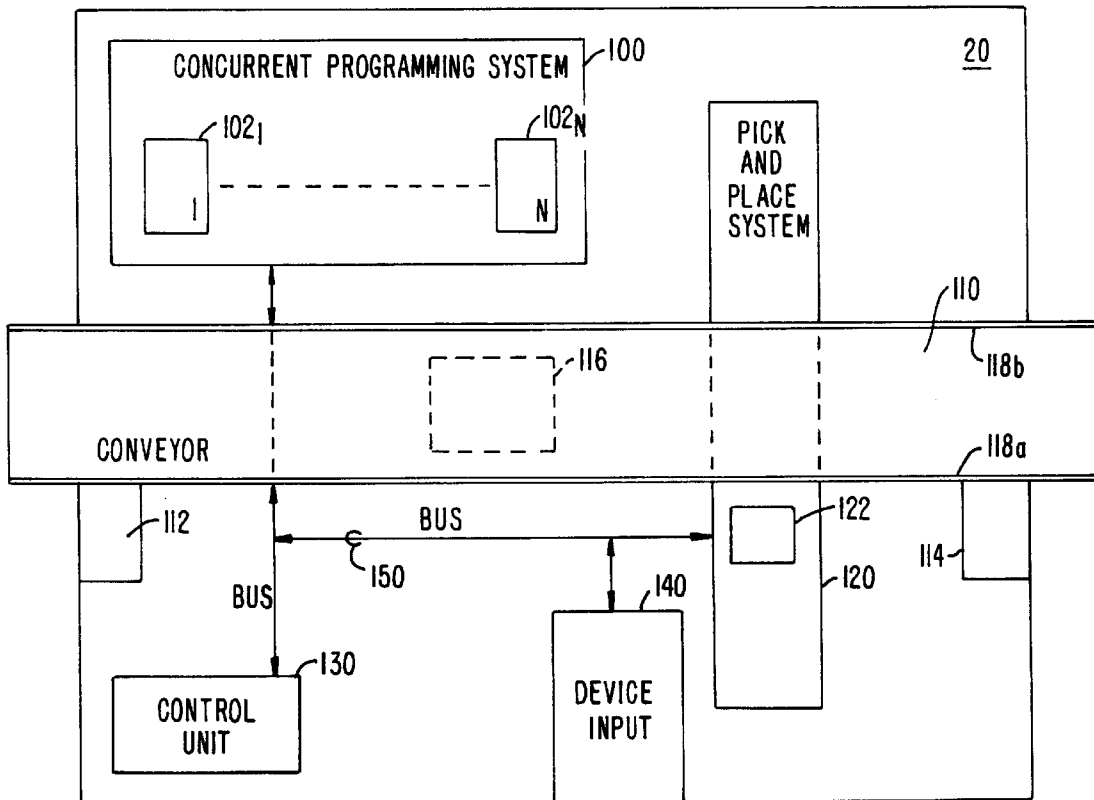 CONCURRENT PROGRAMMING SYSTEM
100
20
102₁
102N
1
N
PICK
AND
PLACE
SYSTEM
110
116
118b
CONVEYOR
118a
112
BUS
122
114
150
120
BUS
140
130
CONTROL
UNIT
DEVICE
INPUT